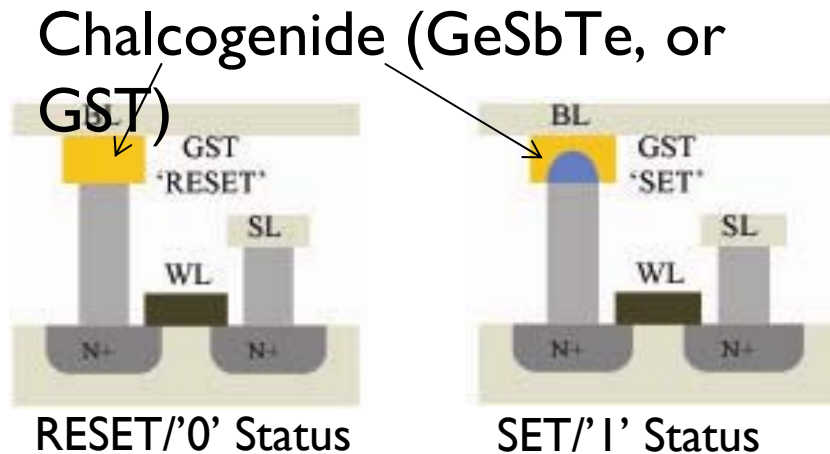 Chalcogenide (GeSbTe, or
GST)
BL
GST
‘RESET’
SL
WL
N+
N+
RESET/’0’ Status
BL
GST
‘SET’
SL
WL
N+
N+
SET/’1’ Status